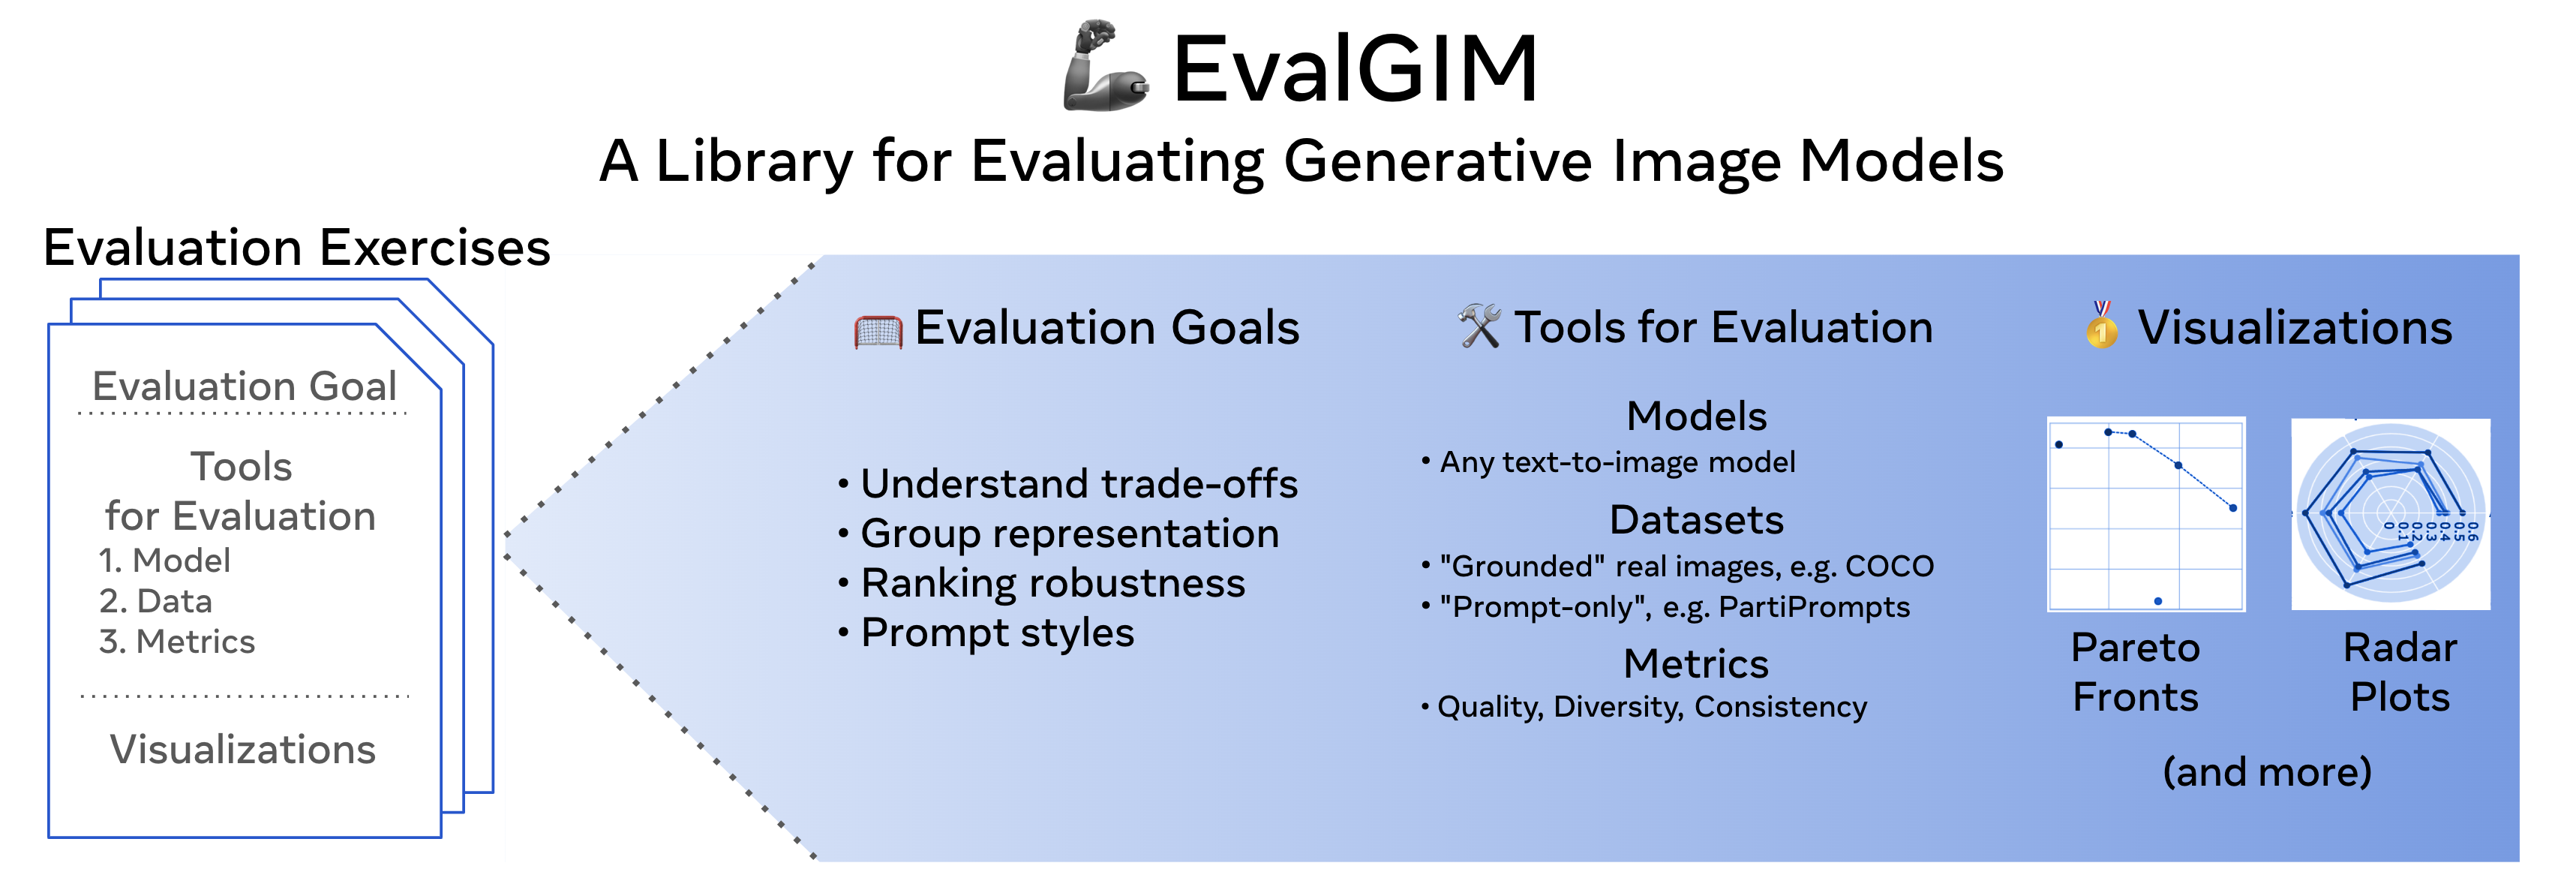 EvalGIM
A Library for Evaluating Generative Image Models
Evaluation Exercises
Evaluation Goal
Tools
for Evaluation
1. Model
2. Data
3. Metrics
Visualizations
Evaluation Goals
• Understand trade-offs
• Group representation
• Ranking robustness
• Prompt styles
Tools for Evaluation
Models
• Any text-to-image model
Datasets
• "Grounded" real images, e.g. COCO
• "Prompt-only", e.g. PartiPrompts
Metrics
• Quality, Diversity, Consistency
1
Visualizations
0
0.1
0.2
0.3
0.4
0.5
0.6
Pareto
Fronts
Radar
Plots
(and more)